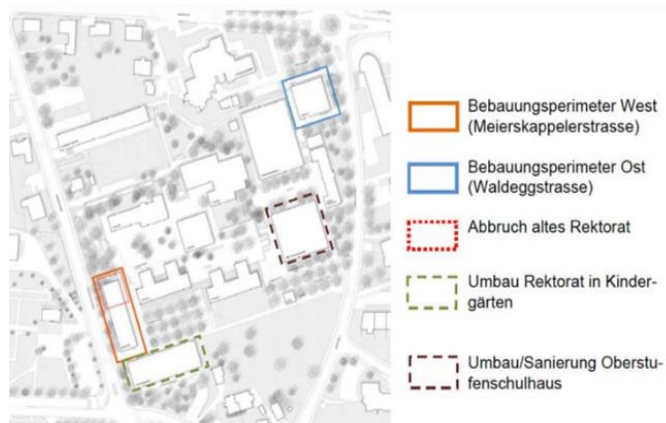 Bebauungsperimeter West
(Meierskappelerstrasse)
Bebauungsperimeter Ost
(Waldeggstrasse)
Abbruch altes Rektorat
Umbau Rektorat in Kinder-
gärten
Umbau/Sanierung Oberstu-
fenschulhaus